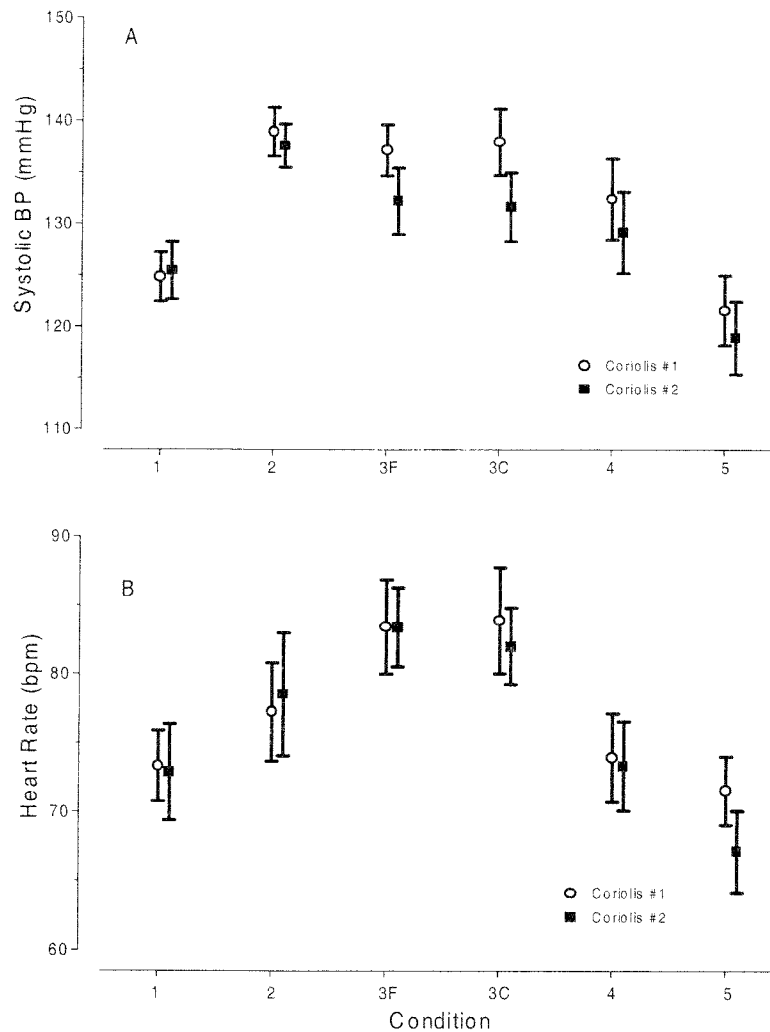 A
Systolic BP (mmHg)
150
140
130
120
110
Coriolis #1
Coriolis #2
1 2 3F 3C 4 5
B
Heart Rate (bpm)
90
80
70
60
Coriolis #1
Coriolis #2
1 2 3F 3C 4 5
Condition